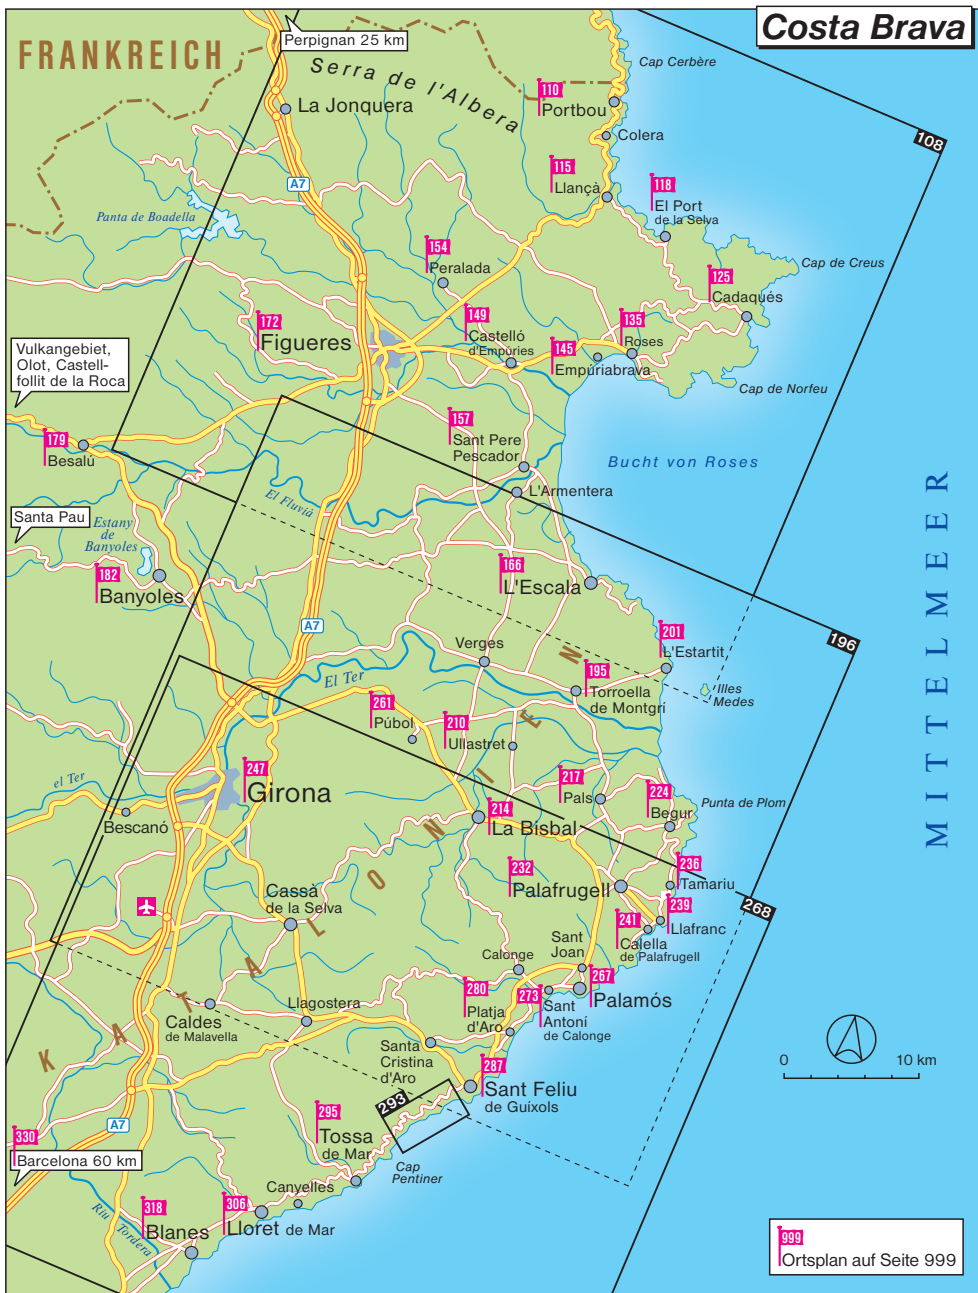 Costa Brava
FRANKREICH
Perpignan 25 km
Serra de l'Albera
Cap Cerbère
La Jonquera
110
Portbou
Colera
108
A7
115
Llançà
118
El Port
de la Selva
Panta de Boadella
154
Peralada
Cap de Creus
125
Cadaqués
172
Figueres
149
Castelló
d'Empúries
135
Roses
145
Empuriabrava
Vulkangebiet,
Olot, Castell-
follit de la Roca
Cap de Norfeu
157
Sant Pere
Pescador
179
Besalú
Bucht von Roses
L'Armentera
El Fluvià
Santa Pau
Estany
de
Banyoles
182
Banyoles
166
L'Escala
MITTELMEER
A7
201
L'Estartit
196
Verges
195
Torroella
de Montgrí
Illes
Medes
El Ter
261
Púbol
210
Ullastret
247
Girona
el Ter
Bescanó
217
Pals
224
Begur
Punta de Plom
214
La Bisbal
232
Palafrugell
236
Tamariu
239
Llafranc
268
241
Calella
de Palafrugell
Cassà
de la Selva
KATALONIEN
Calonge
Sant
Joan
267
Palamós
280
Platja
d'Aro
273
Sant
Antoní
de Calonge
Llagostera
Caldes
de Malavella
Santa
Cristina
d'Aro
0 10 km
287
Sant Feliu
de Guíxols
293
A7
295
Tossa
de Mar
330
Barcelona 60 km
Cap
Pentiner
Canyelles
306
Lloret de Mar
318
Blanes
Riu
Tordera
999
Ortsplan auf Seite 999